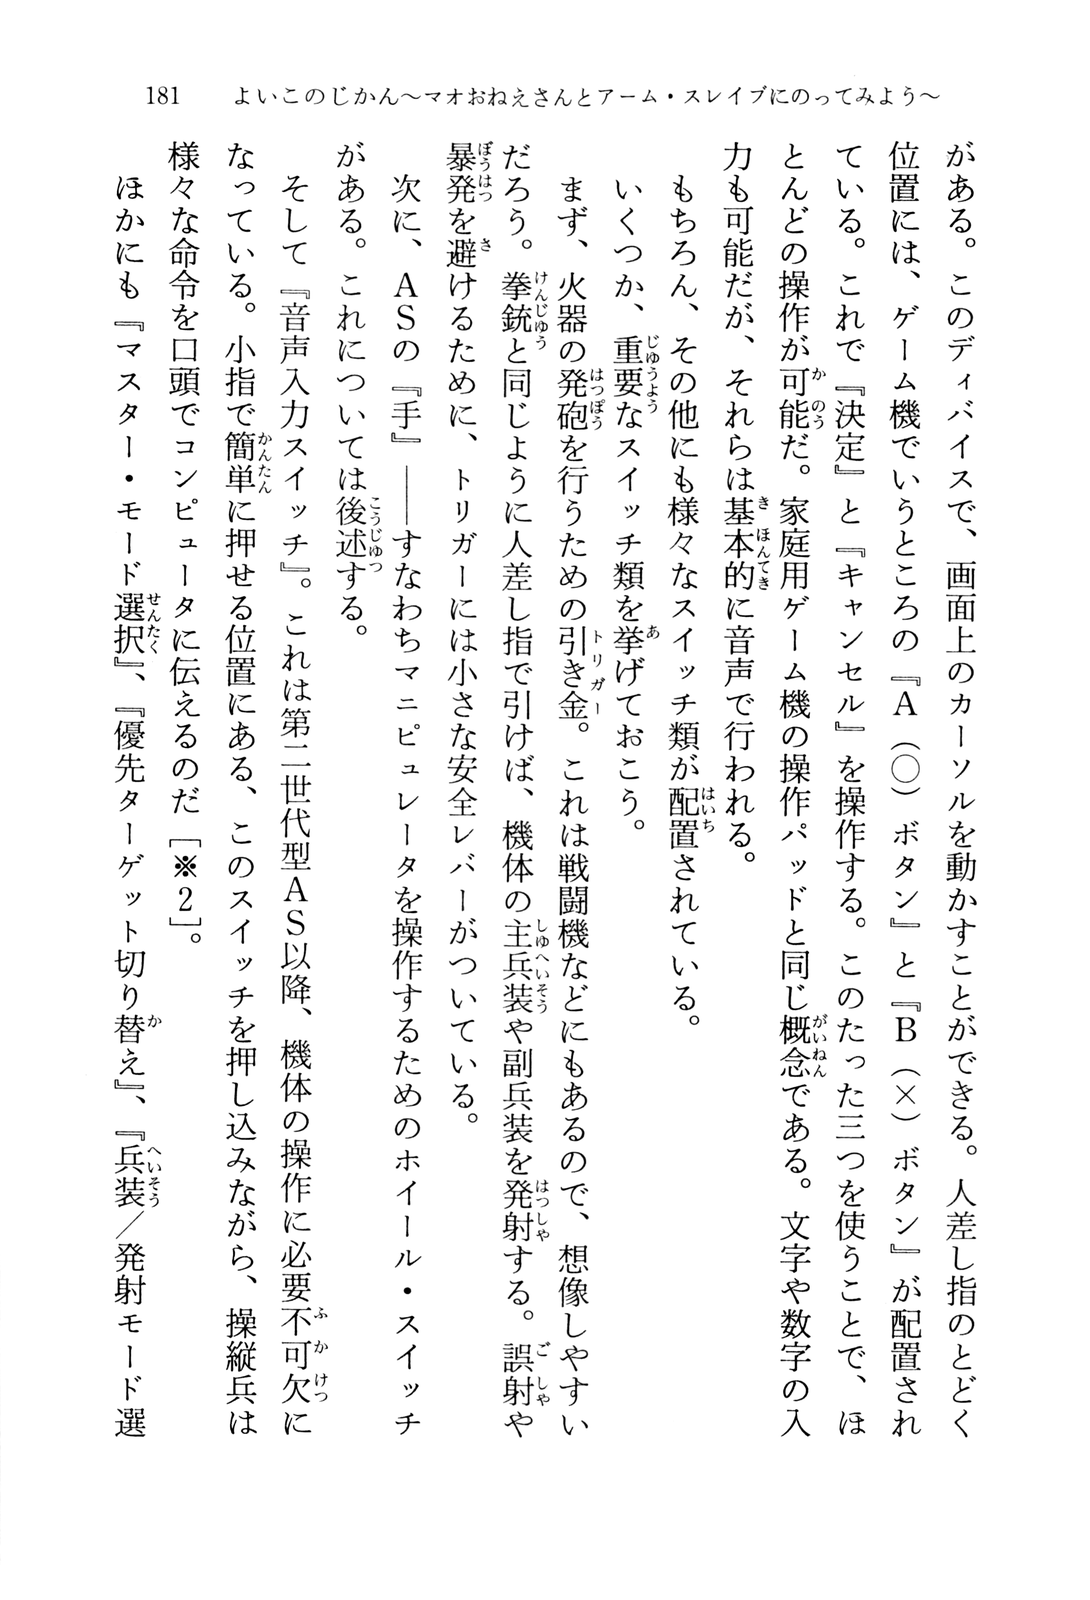 181　よいこのじかん～マオおねえさんとアーム・スレイブにのってみよう～
がある。このディバイスで、画面上のカーソルを動かすことができる。人差し指のとどく
位置には、ゲーム機でいうところの『Ａ（○）ボタン』と『Ｂ（×）ボタン』が配置され
ている。これで『決定』と『キャンセル』を操作する。このたった三つを使うことで、ほ
とんどの操作が可能だ。家庭用ゲーム機の操作パッドと同じ概念である。文字や数字の入
力も可能だが、それらは基本的に音声で行われる。
もちろん、その他にも様々なスイッチ類が配置されている。
いくつか、重要なスイッチ類を挙げておこう。
まず、火器の発砲を行うための引き金。これは戦闘機などにもあるので、想像しやすい
だろう。拳銃と同じように人差し指で引けば、機体の主兵装や副兵装を発射する。誤射や
暴発を避けるために、トリガーには小さな安全レバーがついている。
次に、ＡＳの『手』――すなわちマニピュレータを操作するためのホイール・スイッチ
がある。これについては後述する。
そして『音声入力スイッチ』。これは第二世代型ＡＳ以降、機体の操作に必要不可欠に
なっている。小指で簡単に押せる位置にある、このスイッチを押し込みながら、操縦兵は
様々な命令を口頭でコンピュータに伝えるのだ［※２］。
ほかにも『マスター・モード選択』、『優先ターゲット切り替え』、『兵装／発射モード選